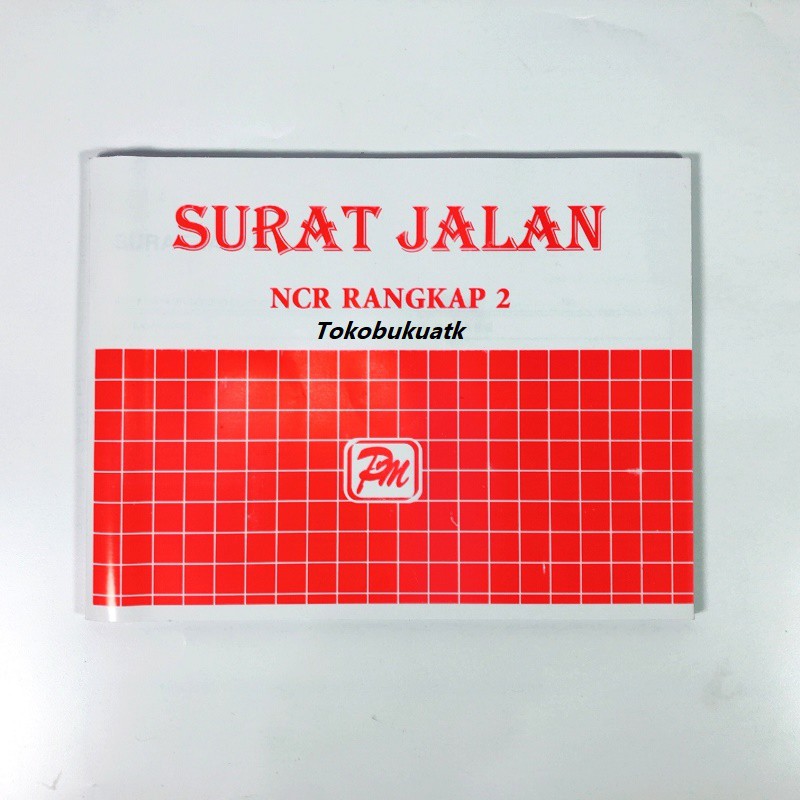 SURAT JALAN
NCR RANGKAP 2
Tokobukuatk
PM